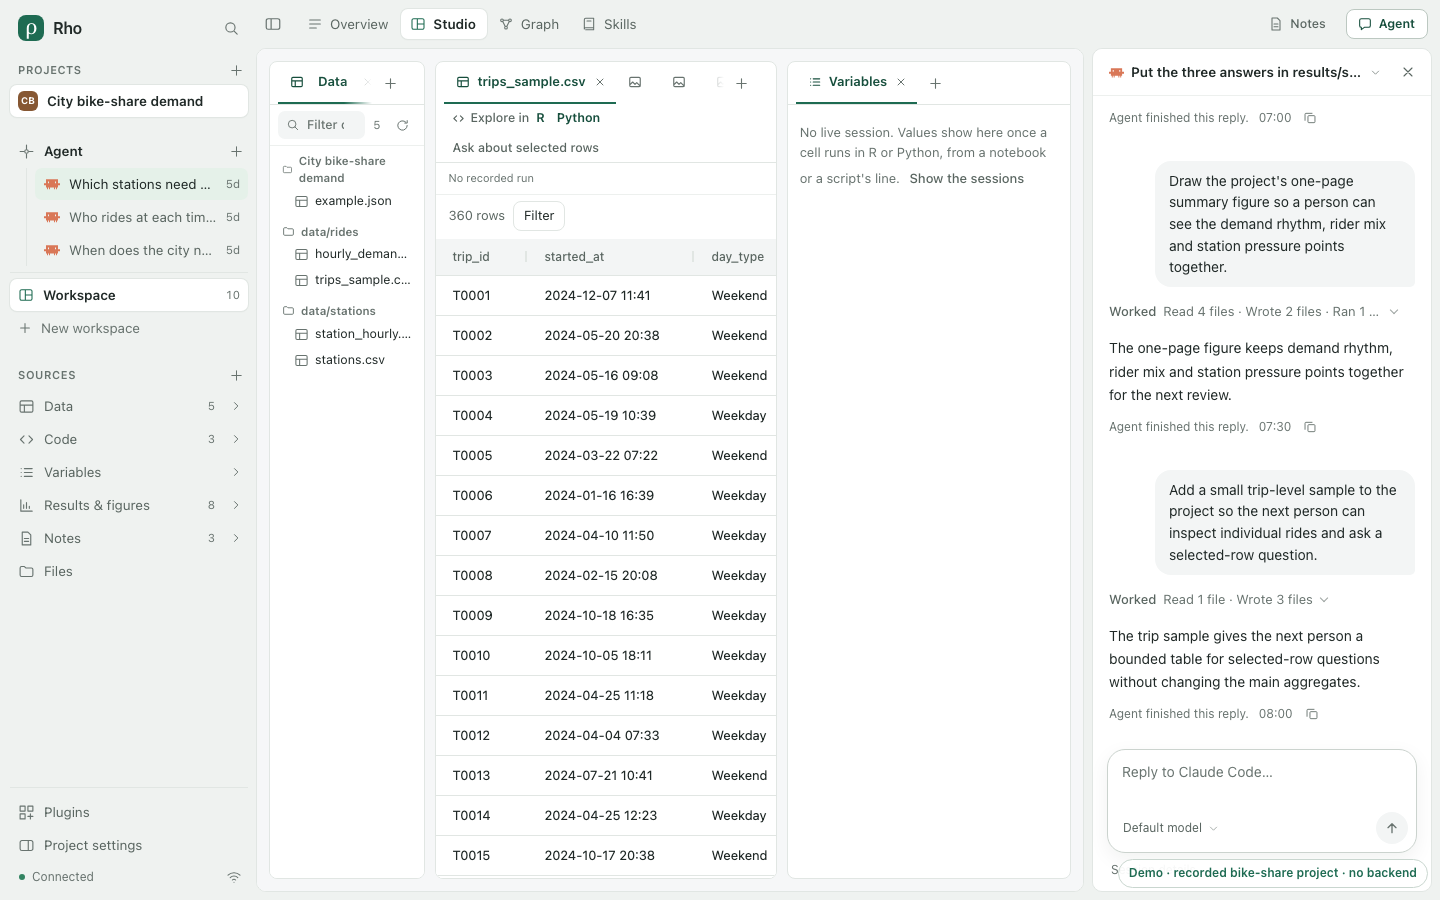 ρ Rho
PROJECTS
CB City bike-share demand
Agent
Which stations need ... 5d
Who rides at each tim... 5d
When does the city n... 5d
Workspace 10
New workspace
SOURCES
Data 5
Code 3
Variables
Results & figures 8
Notes 3
Files
Plugins
Project settings
Connected
Overview
Studio
Graph
Skills
Notes
Agent
Data
Filter
5
City bike-share
demand
example.json
data/rides
hourly_deman...
trips_sample.c...
data/stations
station_hourly....
stations.csv
trips_sample.csv
Explore in R Python
Ask about selected rows
No recorded run
360 rows Filter
trip_id started_at day_type
T0001 2024-12-07 11:41 Weekend
T0002 2024-05-20 20:38 Weekend
T0003 2024-05-16 09:08 Weekend
T0004 2024-05-19 10:39 Weekday
T0005 2024-03-22 07:22 Weekend
T0006 2024-01-16 16:39 Weekday
T0007 2024-04-10 11:50 Weekday
T0008 2024-02-15 20:08 Weekday
T0009 2024-10-18 16:35 Weekday
T0010 2024-10-05 18:11 Weekday
T0011 2024-04-25 11:18 Weekday
T0012 2024-04-04 07:33 Weekday
T0013 2024-07-21 10:41 Weekend
T0014 2024-04-25 12:23 Weekday
T0015 2024-10-17 20:38 Weekend
Variables
No live session. Values show here once a
cell runs in R or Python, from a notebook
or a script's line. Show the sessions
Put the three answers in results/s...
Agent finished this reply. 07:00
Draw the project's one-page
summary figure so a person can
see the demand rhythm, rider mix
and station pressure points
together.
Worked Read 4 files · Wrote 2 files · Ran 1 ...
The one-page figure keeps demand rhythm,
rider mix and station pressure points together
for the next review.
Agent finished this reply. 07:30
Add a small trip-level sample to the
project so the next person can
inspect individual rides and ask a
selected-row question.
Worked Read 1 file · Wrote 3 files
The trip sample gives the next person a
bounded table for selected-row questions
without changing the main aggregates.
Agent finished this reply. 08:00
Reply to Claude Code...
Default model
Demo · recorded bike-share project · no backend